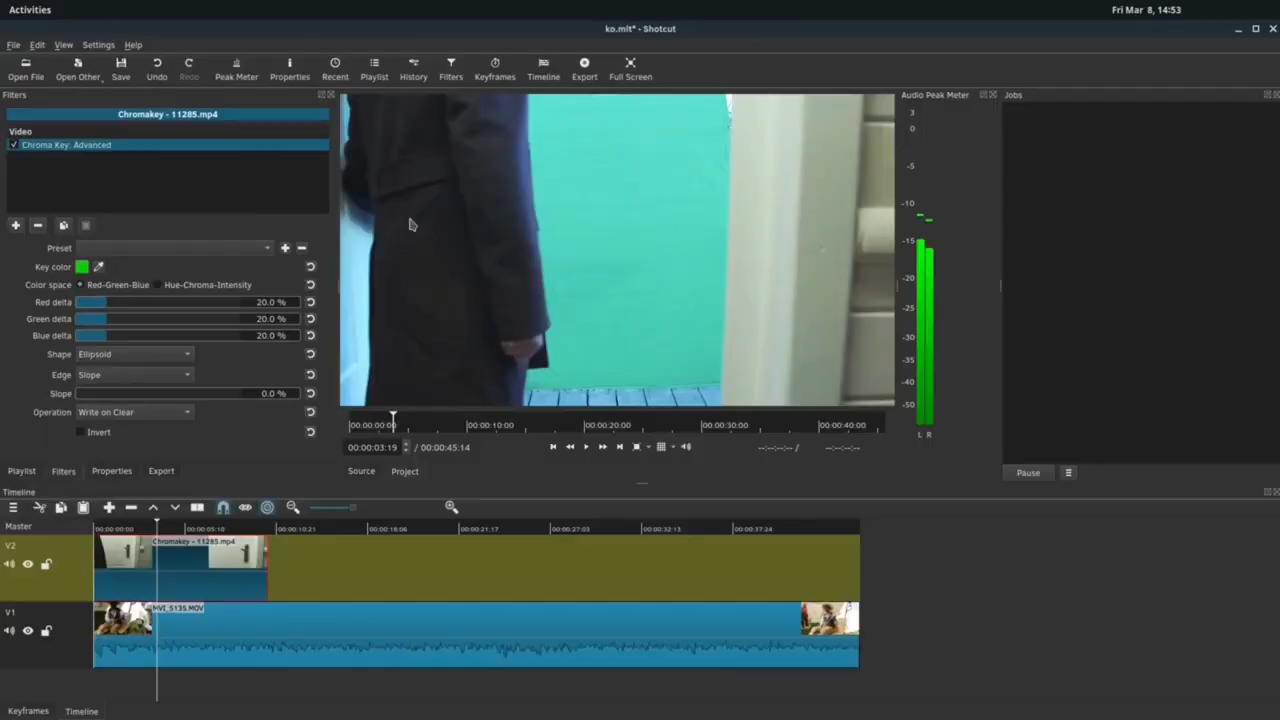 Activities
Fri Mar 8, 14:53
ko.mlt* - Shotcut
File Edit View Settings Help
Open File Open Other Save Undo Redo Peak Meter Properties Recent Playlist History Filters Keyframes Timeline Export Full Screen
Filters
Chromakey - 11285.mp4
Video
Chroma Key: Advanced
Preset
Key color
Color space Red-Green-Blue Hue-Chroma-Intensity
Red delta 20.0 %
Green delta 20.0 %
Blue delta 20.0 %
Shape Ellipsoid
Edge Slope
Slope 0.0 %
Operation Write on Clear
Invert
Playlist Filters Properties Export
00:00:00:00 00:00:10:00 00:00:20:00 00:00:30:00 00:00:40:00
00:00:03:19 / 00:00:45:14
--:--:--:-- / --:--:--:--
Source Project
Audio Peak Meter
3
0
-5
-10
-15
-20
-25
-30
-35
-40
-50
L R
Jobs
Pause
Timeline
Master
00:00:00:00 00:00:05:10 00:00:10:21 00:00:16:06 00:00:21:17 00:00:27:03 00:00:32:13 00:00:37:24
V2
Chromakey - 11285.mp4
V1
MVI_5135.MOV
Keyframes Timeline